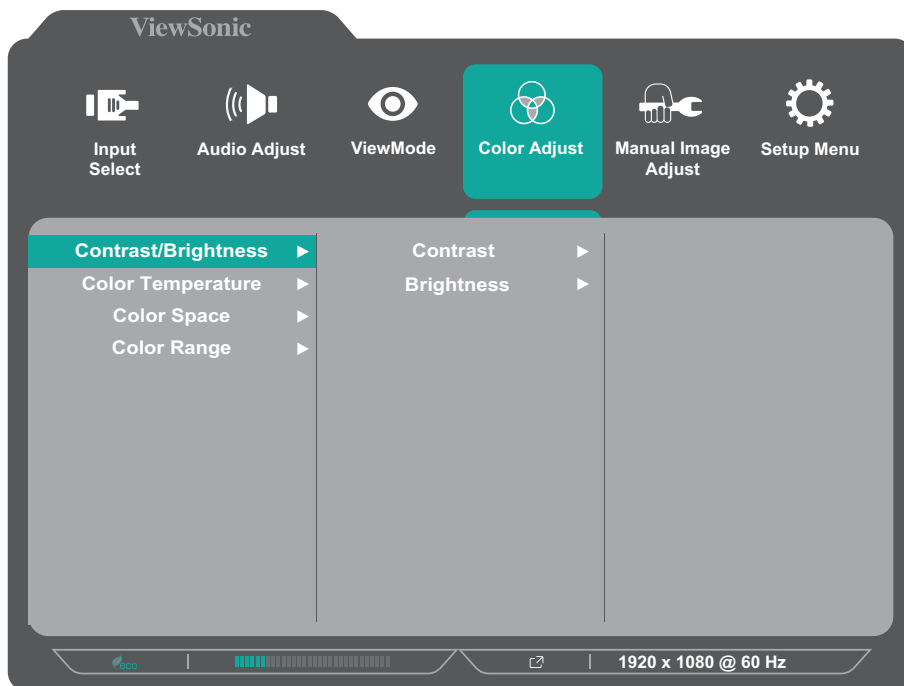 ViewSonic
Input
Select
Audio Adjust
ViewMode
Color Adjust
Manual Image
Adjust
Setup Menu
Contrast/Brightness
Color Temperature
Color Space
Color Range
Contrast
Brightness
eco
1920 x 1080 @ 60 Hz